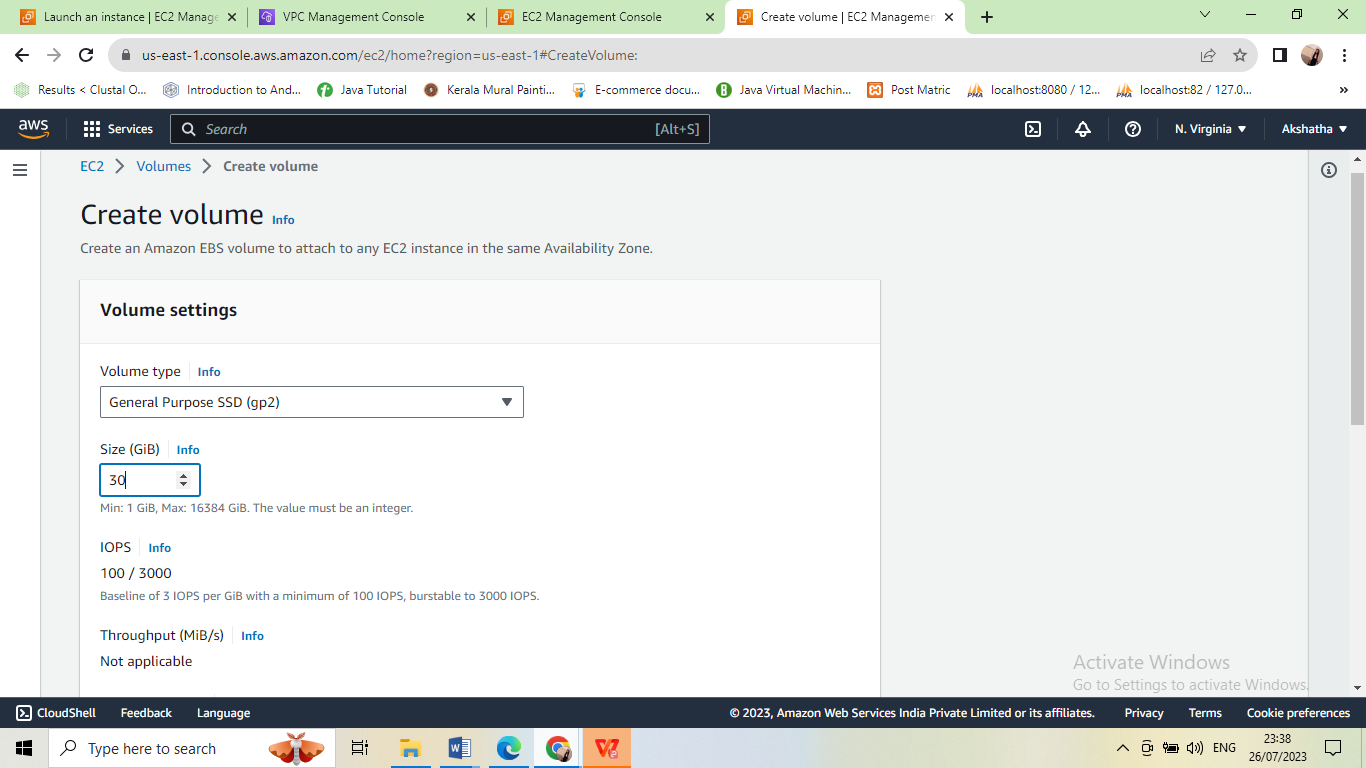 Launch an instance | EC2 Manage
VPC Management Console
EC2 Management Console
Create volume | EC2 Managemen
us-east-1.console.aws.amazon.com/ec2/home?region=us-east-1#CreateVolume:
Results < Clustal O...
Introduction to And...
Java Tutorial
Kerala Mural Painti...
E-commerce docu...
Java Virtual Machin...
Post Matric
localhost:8080 / 12...
localhost:82 / 127.0...
»
aws
Services
Search
[Alt+S]
N. Virginia
Akshatha
EC2
Volumes
Create volume
Create volume Info
Create an Amazon EBS volume to attach to any EC2 instance in the same Availability Zone.
Volume settings
Volume type Info
General Purpose SSD (gp2)
Size (GiB) Info
30
Min: 1 GiB, Max: 16384 GiB. The value must be an integer.
IOPS Info
100 / 3000
Baseline of 3 IOPS per GiB with a minimum of 100 IOPS, burstable to 3000 IOPS.
Throughput (MiB/s) Info
Not applicable
Activate Windows
Go to Settings to activate Windows.
CloudShell
Feedback
Language
© 2023, Amazon Web Services India Private Limited or its affiliates.
Privacy
Terms
Cookie preferences
Type here to search
ENG
23:38
26/07/2023